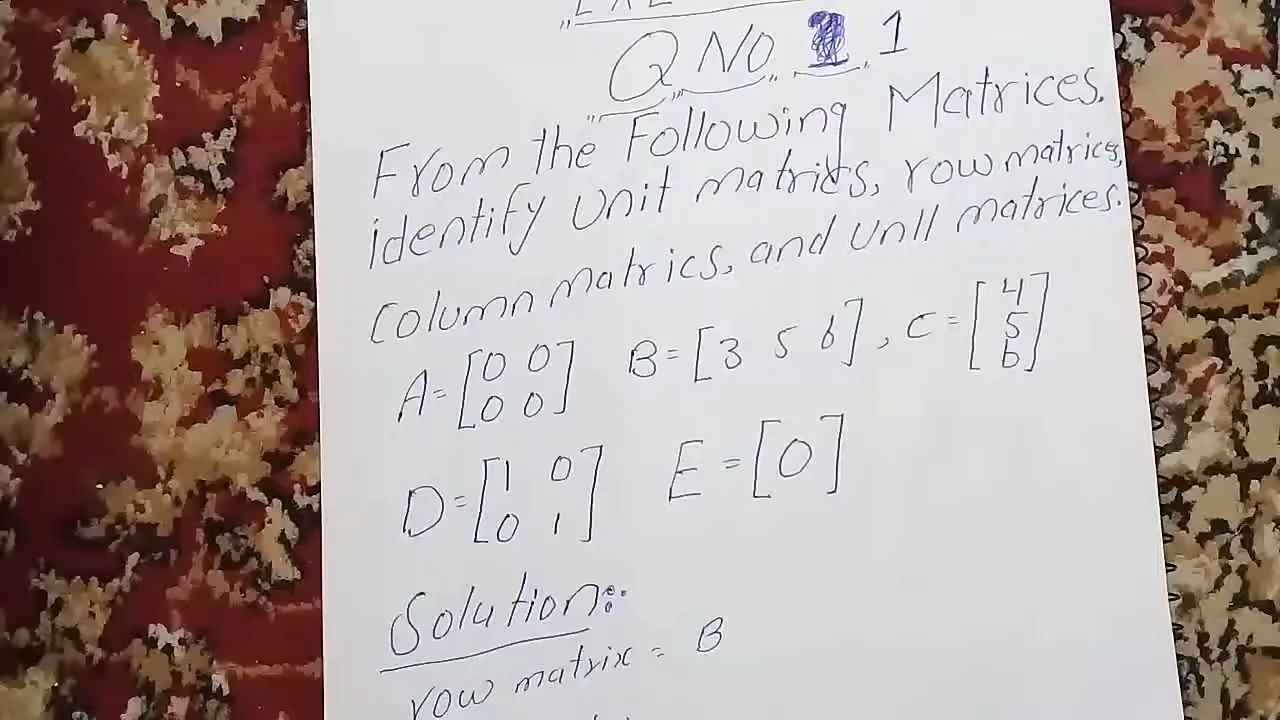 Q NO 1
From the Following Matrices.
identify unit matrics, row matrics,
column matrics, and unll matrices.
A=[0 0 B=[3 5 6], C=[4
0 0] 5
6]
D=[1 0 E=[0]
0 1]
Solution::
row matrix = B